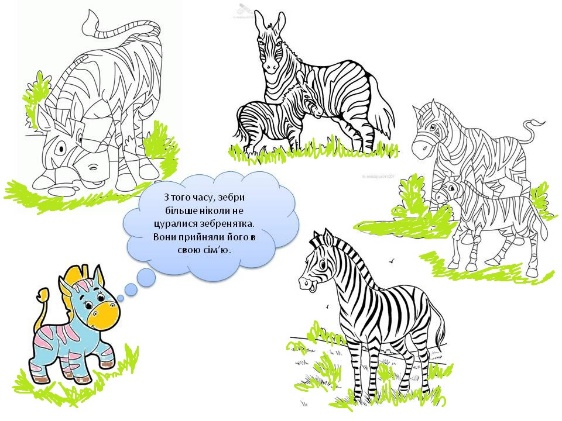 З того часу, зебри
більше ніколи не
цуралися зебренятка.
Вони прийняли його в
свою сім'ю.